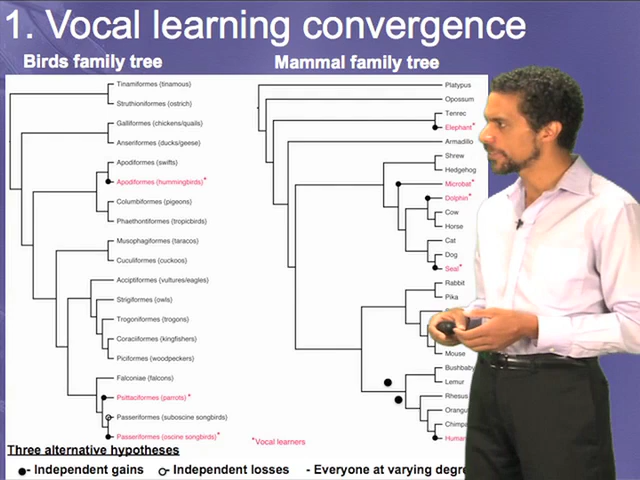 1. Vocal learning convergence
Birds family tree
Mammal family tree
Tinamiformes (tinamous)
Struthioniformes (ostrich)
Galliformes (chickens/quails)
Anseriformes (ducks/geese)
Apodiformes (swifts)
Apodiformes (hummingbirds)*
Columbiformes (pigeons)
Phaethontiformes (tropicbirds)
Musophagiformes (taracos)
Cuculiformes (cuckoos)
Acciptiformes (vultures/eagles)
Strigiformes (owls)
Trogoniformes (trogons)
Coraciiformes (kingfishers)
Piciformes (woodpeckers)
Falconiae (falcons)
Psittaciformes (parrots) *
Passeriformes (suboscine songbirds)
Passeriformes (oscine songbirds) *
Platypus
Opossum
Tenrec
Elephant*
Armadillo
Shrew
Hedgehog
Microbat*
Dolphin*
Cow
Horse
Cat
Dog
Seal*
Rabbit
Pika
Mouse
Bushbaby
Lemur
Rhesus
Orangu
Chimp
Human
*Vocal learners
Three alternative hypotheses
- Independent gains
- Independent losses
- Everyone at varying degre